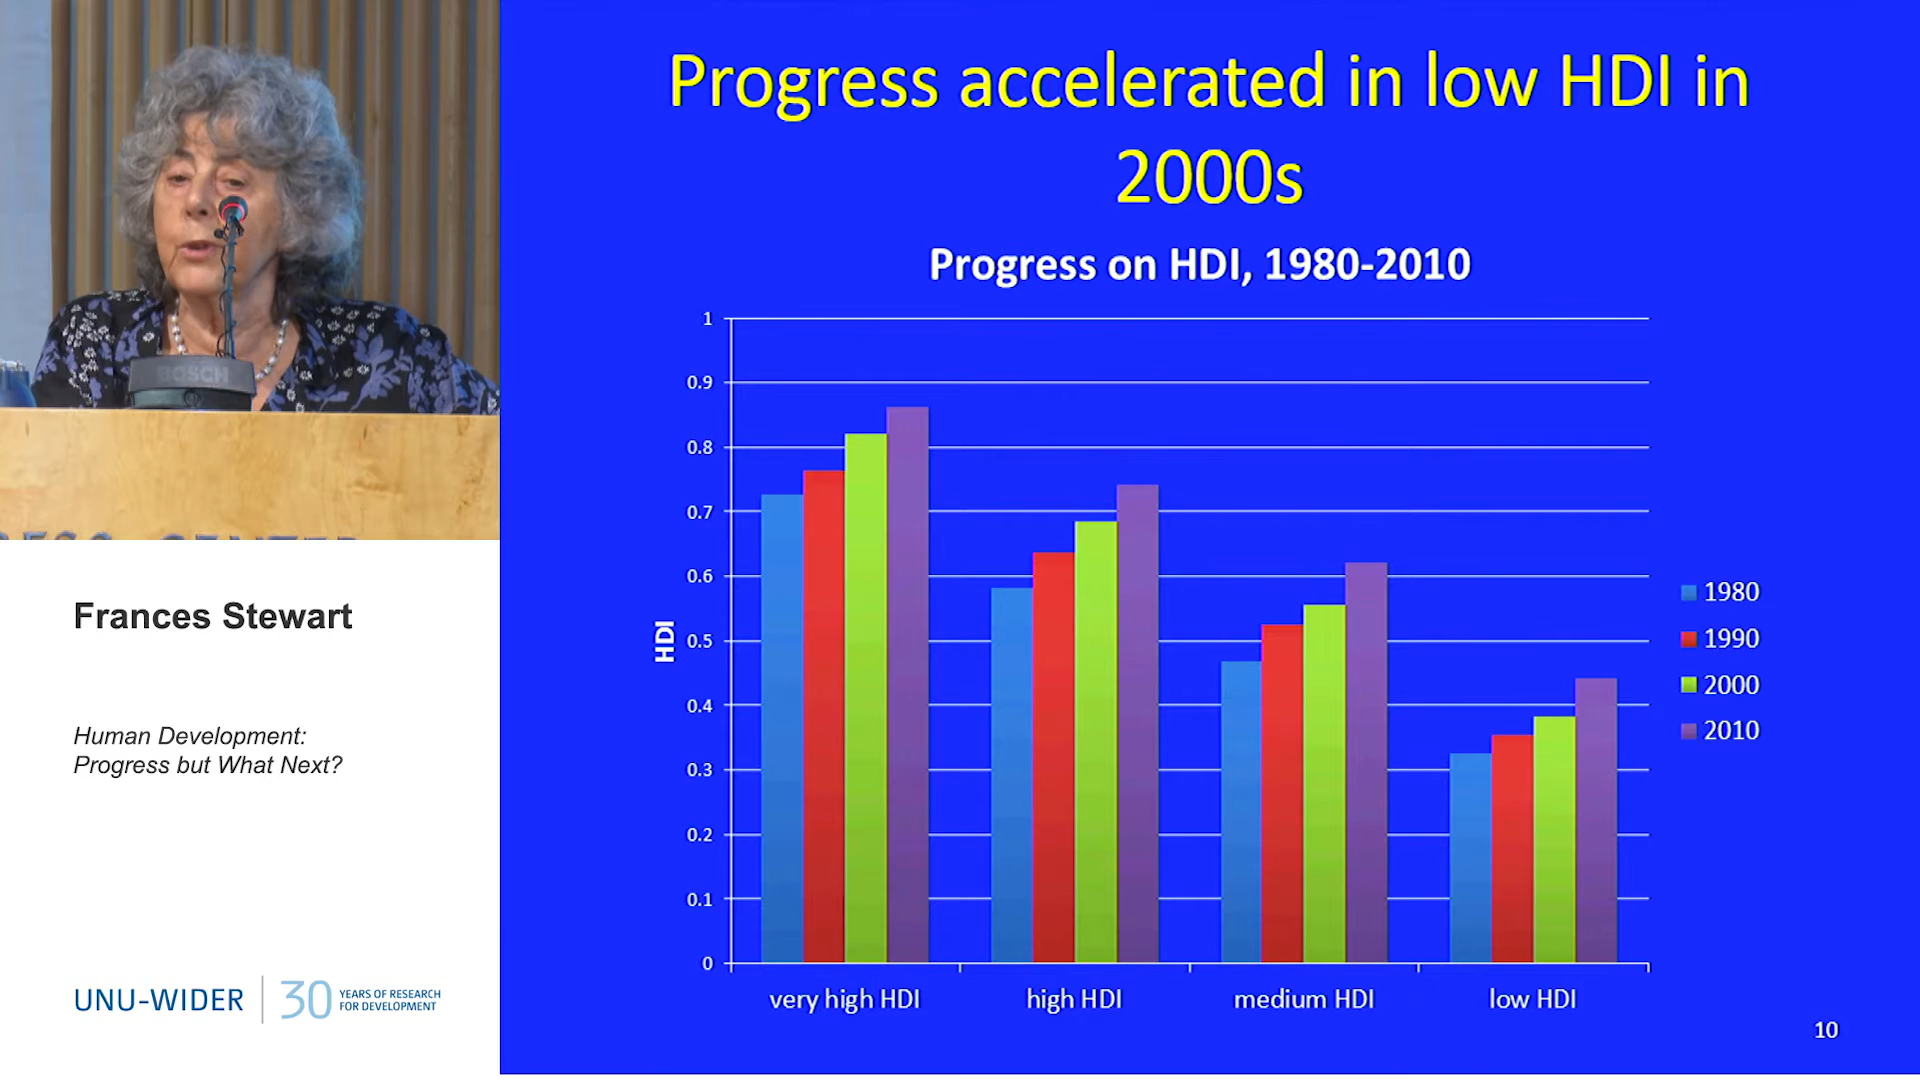 Progress accelerated in low HDI in
2000s
Progress on HDI, 1980-2010
1
0.9
0.8
0.7
0.6
0.5
0.4
0.3
0.2
0.1
0
HDI
very high HDI
high HDI
medium HDI
low HDI
1980
1990
2000
2010
10
BOSCH
Frances Stewart
Human Development:
Progress but What Next?
UNU-WIDER
30 YEARS OF RESEARCH
FOR DEVELOPMENT